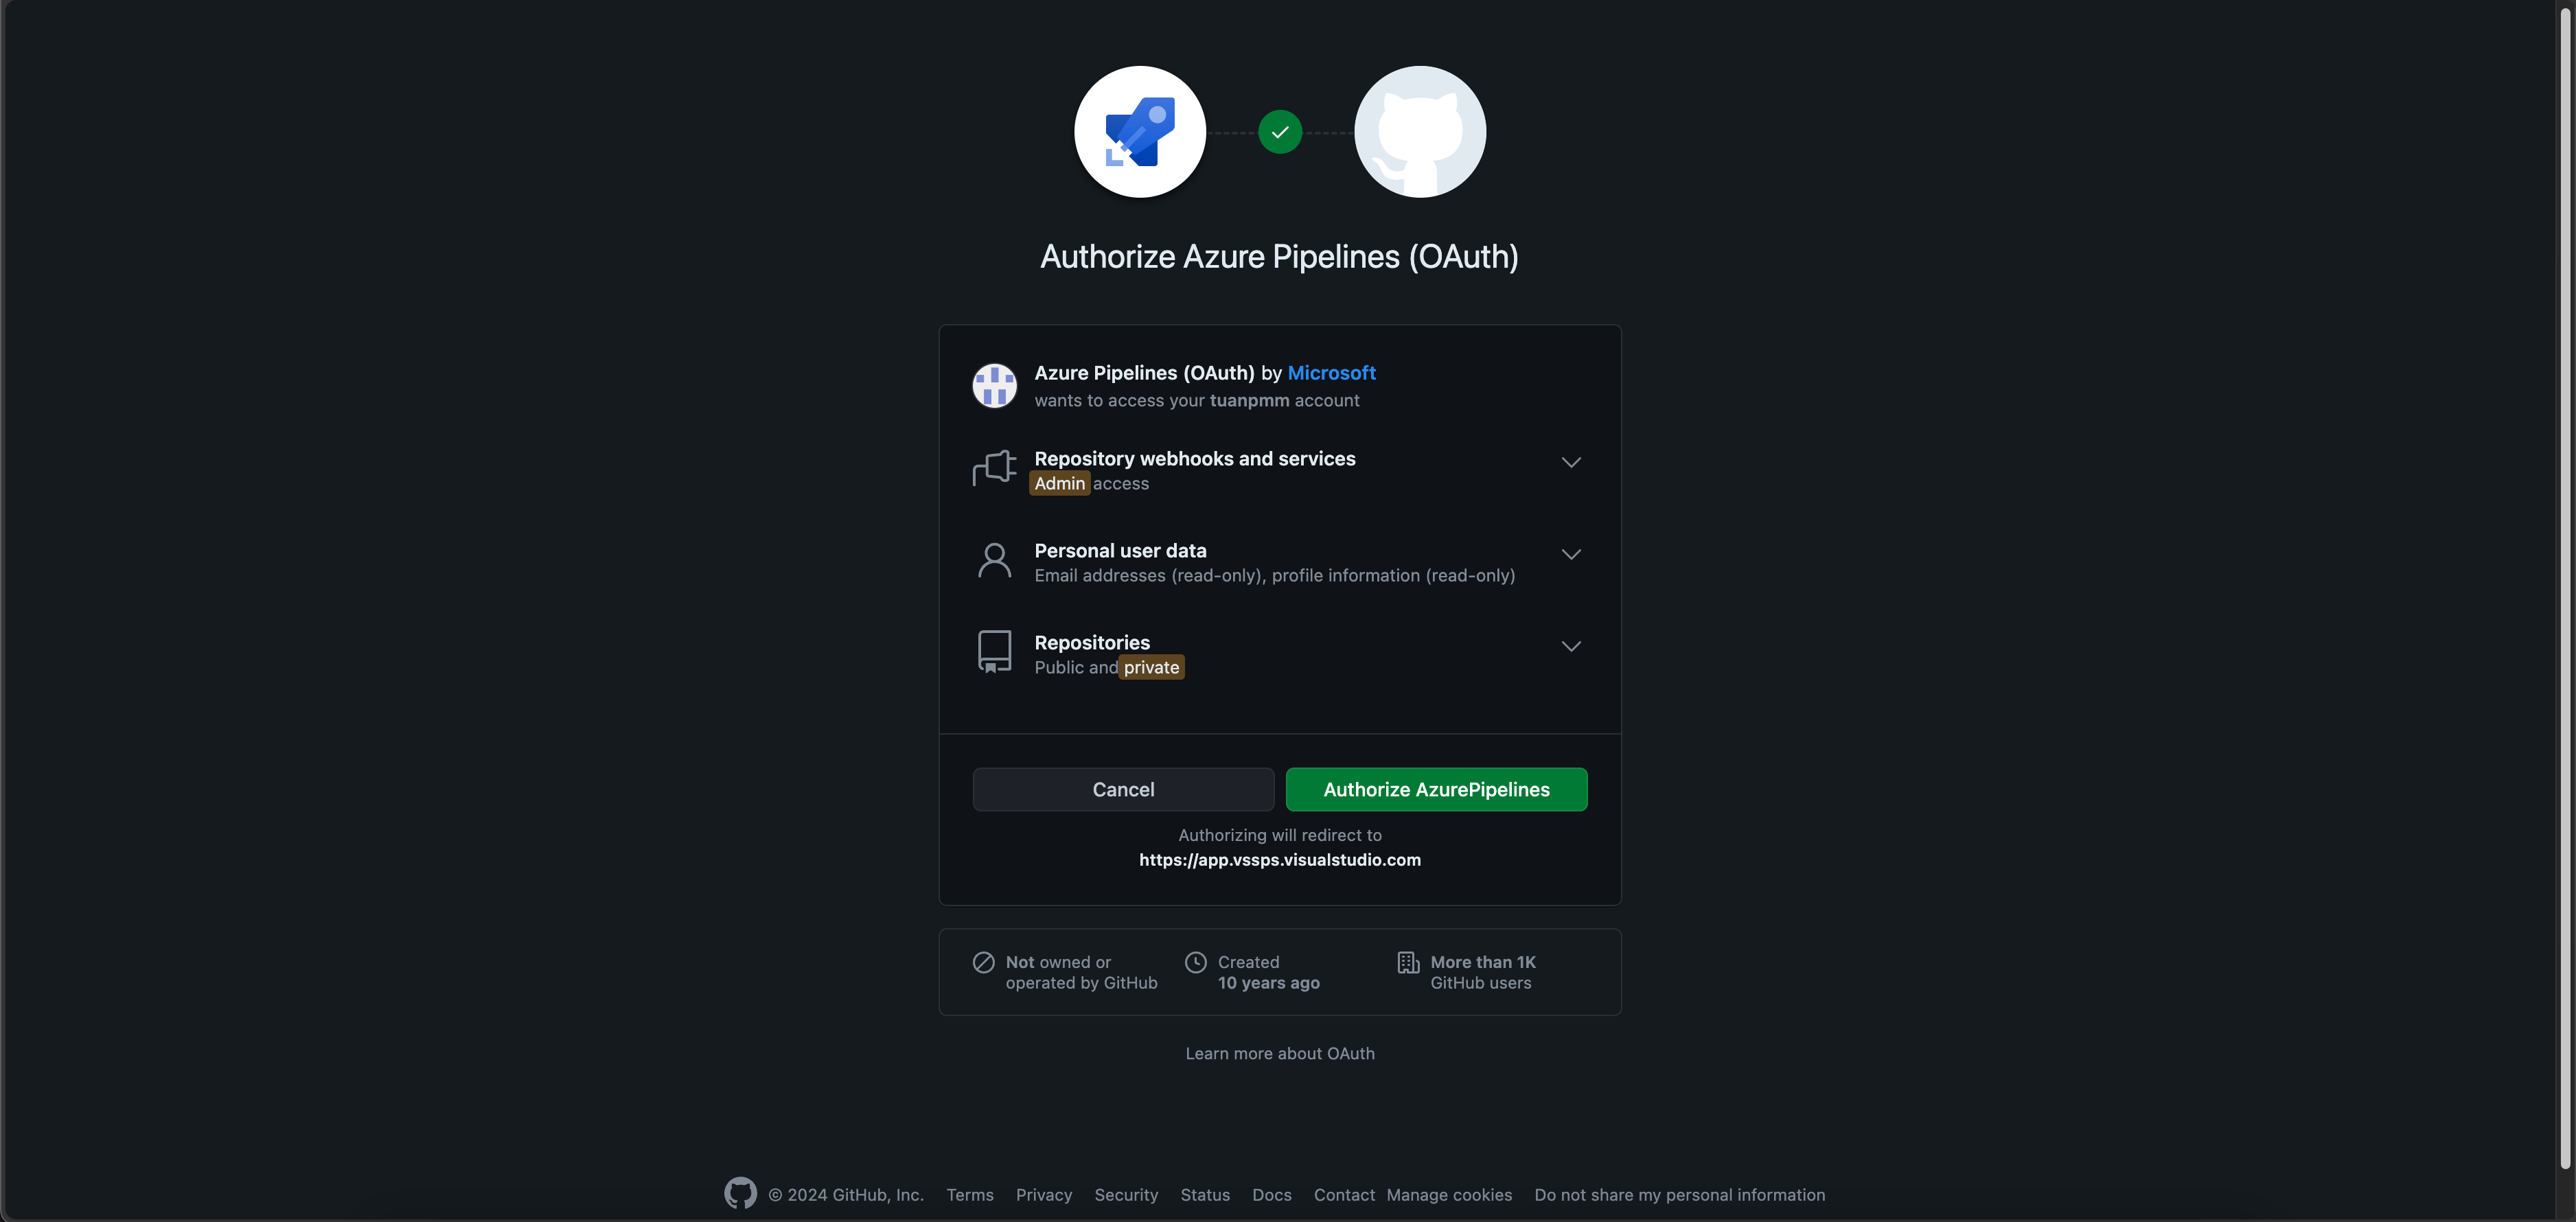 Authorize Azure Pipelines (OAuth)
Azure Pipelines (OAuth) by Microsoft
wants to access your tuanpmm account
Repository webhooks and services
Admin access
Personal user data
Email addresses (read-only), profile information (read-only)
Repositories
Public and private
Cancel
Authorize AzurePipelines
Authorizing will redirect to
https://app.vssps.visualstudio.com
Not owned or
operated by GitHub
Created
10 years ago
More than 1K
GitHub users
Learn more about OAuth
© 2024 GitHub, Inc. Terms Privacy Security Status Docs Contact Manage cookies Do not share my personal information